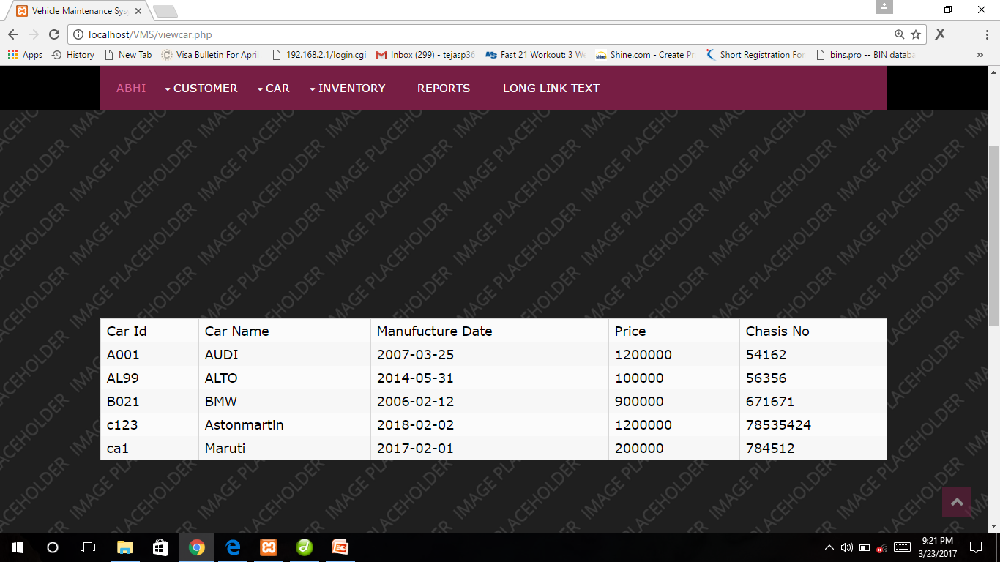 Vehicle Maintenance Sys
localhost/VMS/viewcar.php
Apps History New Tab Visa Bulletin For April 192.168.2.1/login.cgi Inbox (299) - tejasp36 Fast 21 Workout: 3 We Shine.com - Create Pr Short Registration For bins.pro -- BIN databa »
ABHI CUSTOMER CAR INVENTORY REPORTS LONG LINK TEXT
IMAGE PLACEHOLDER
Car Id Car Name Manufucture Date Price Chasis No
A001 AUDI 2007-03-25 1200000 54162
AL99 ALTO 2014-05-31 100000 56356
B021 BMW 2006-02-12 900000 671671
c123 Astonmartin 2018-02-02 1200000 78535424
ca1 Maruti 2017-02-01 200000 784512
9:21 PM
3/23/2017